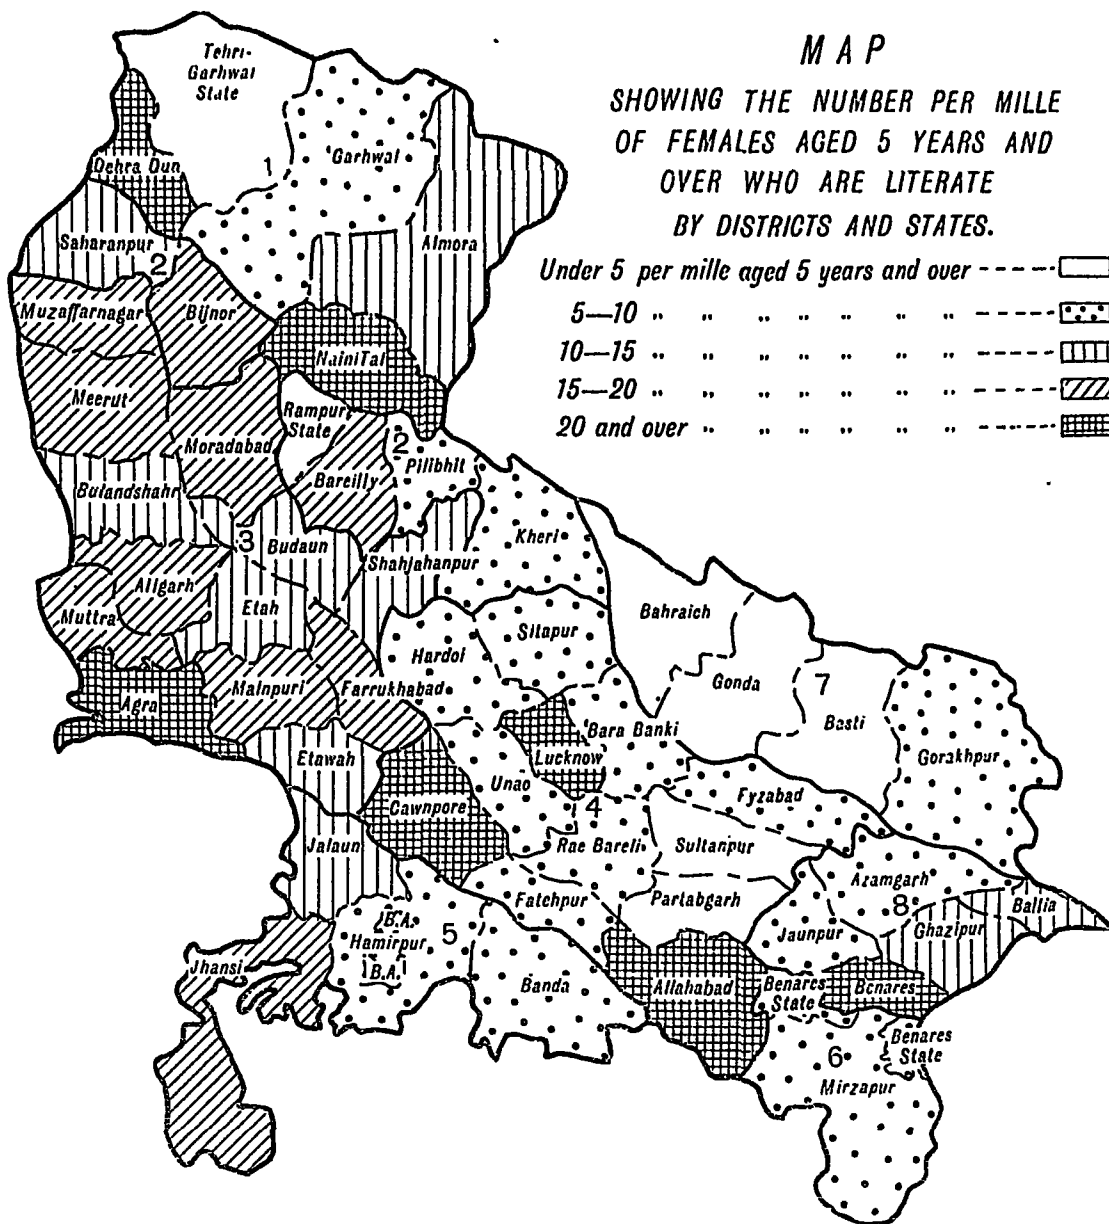 MAP
SHOWING THE NUMBER PER MILLE
OF FEMALES AGED 5 YEARS AND
OVER WHO ARE LITERATE
BY DISTRICTS AND STATES.
Under 5 per mille aged 5 years and over
5—10 " " " " " " "
10—15 " " " " " " "
15—20 " " " " " " "
20 and over " " " " " " "
Tehri-
Garhwal
State
Dehra Dun
1
Garhwal
Almora
Saharanpur
2
Muzaffarnagar
Bijnor
Naini Tal
Meerut
Rampur
State
Moradabad
2
Pilibhit
Bareilly
Bulandshahr
3
Budaun
Shahjahanpur
Kheri
Aligarh
Etah
Muttra
Bahraich
Sitapur
Hardoi
Gonda
7
Mainpuri
Farrukhabad
Agra
Bara Banki
Basti
Gorakhpur
Etawah
Lucknow
Unao
Cawnpore
4
Fyzabad
Jalaun
Rae Bareli
Sultanpur
Azamgarh
Fatehpur
Partabgarh
8
Ballia
Ghazipur
B.A.
Hamirpur
5
B.A.
Jaunpur
Jhansi
Banda
Allahabad
Benares
State
Benares
Benares
State
6
Mirzapur